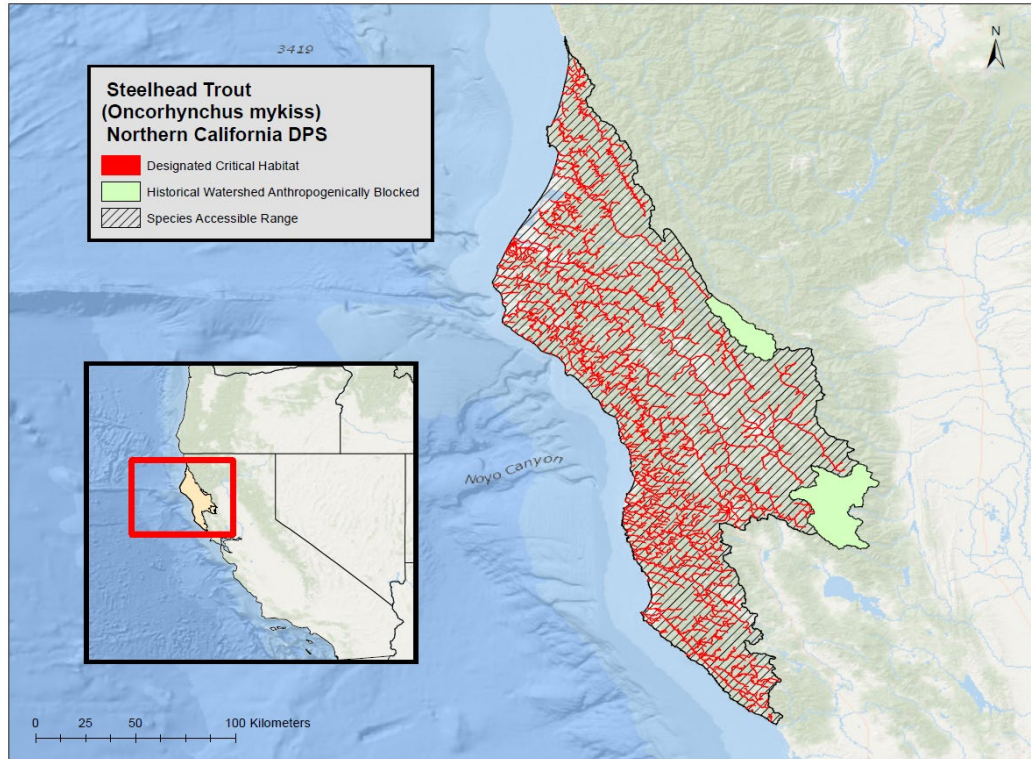 3419
N
Steelhead Trout
(Oncorhynchus mykiss)
Northern California DPS
Designated Critical Habitat
Historical Watershed Anthropogenically Blocked
Species Accessible Range
Noyo Canyon
0 25 50 100 Kilometers